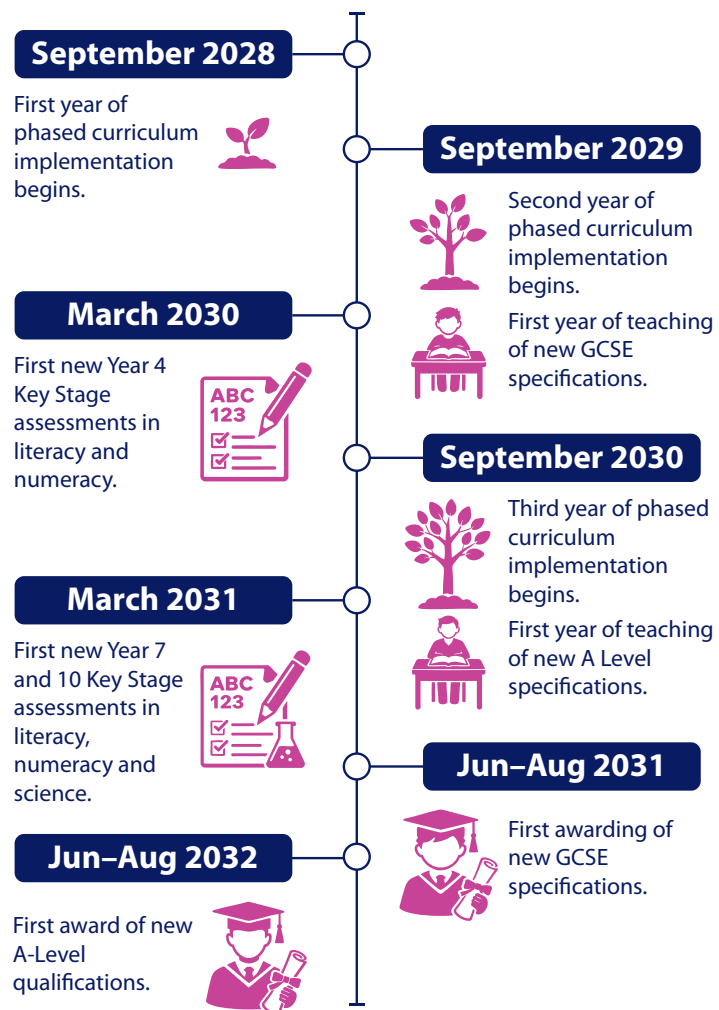 September 2028
First year of
phased curriculum
implementation
begins.
September 2029
Second year of
phased curriculum
implementation
begins.
First year of teaching
of new GCSE
specifications.
March 2030
First new Year 4
Key Stage
assessments in
literacy and
numeracy.
ABC
123
September 2030
Third year of phased
curriculum
implementation
begins.
First year of teaching
of new A Level
specifications.
March 2031
First new Year 7
and 10 Key Stage
assessments in
literacy,
numeracy and
science.
ABC
123
Jun–Aug 2031
First awarding of
new GCSE
specifications.
Jun–Aug 2032
First award of new
A-Level
qualifications.